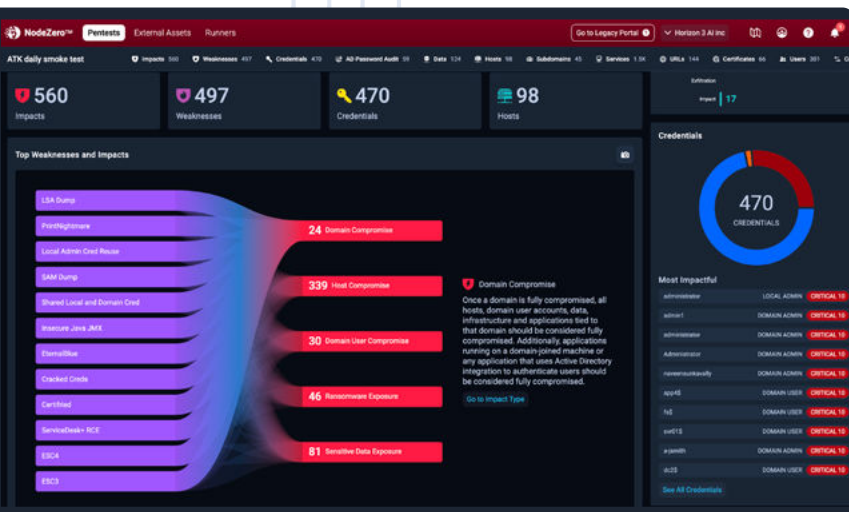 NodeZero™ Pentests External Assets Runners Go to Legacy Portal Horizon 3 AI Inc
ATK daily smoke test Impacts 560 Weaknesses 497 Credentials 470 AD Password Audit Data 124 Hosts 98 Subdomains 45 Services 1.5K URLs 144 Certificates 66 Users 301
560
Impacts
497
Weaknesses
470
Credentials
98
Hosts
Exfiltration
Impact 17
Top Weaknesses and Impacts
LSA Dump
PrintNightmare
Local Admin Cred Reuse
SAM Dump
Shared Local and Domain Cred
Insecure Java JMX
EternalBlue
Cracked Creds
Certifried
ServiceDesk+ RCE
ESC4
ESC3
24 Domain Compromise
339 Host Compromise
30 Domain User Compromise
46 Ransomware Exposure
81 Sensitive Data Exposure
Domain Compromise
Once a domain is fully compromised, all
hosts, domain user accounts, data,
infrastructure and applications tied to
that domain should be considered fully
compromised. Additionally, applications
running on a domain-joined machine or
any application that uses Active Directory
integration to authenticate users should
be considered fully compromised.
Go to Impact Type
Credentials
470
CREDENTIALS
Most Impactful
administrator LOCAL ADMIN CRITICAL 10
admin1 DOMAIN ADMIN CRITICAL 10
administrator DOMAIN ADMIN CRITICAL 10
Administrator DOMAIN ADMIN CRITICAL 10
DOMAIN ADMIN CRITICAL 10
app4$ DOMAIN USER CRITICAL 10
fs$ DOMAIN USER CRITICAL 10
DOMAIN USER CRITICAL 10
DOMAIN ADMIN CRITICAL 10
dc2$ DOMAIN USER CRITICAL 10
See All Credentials